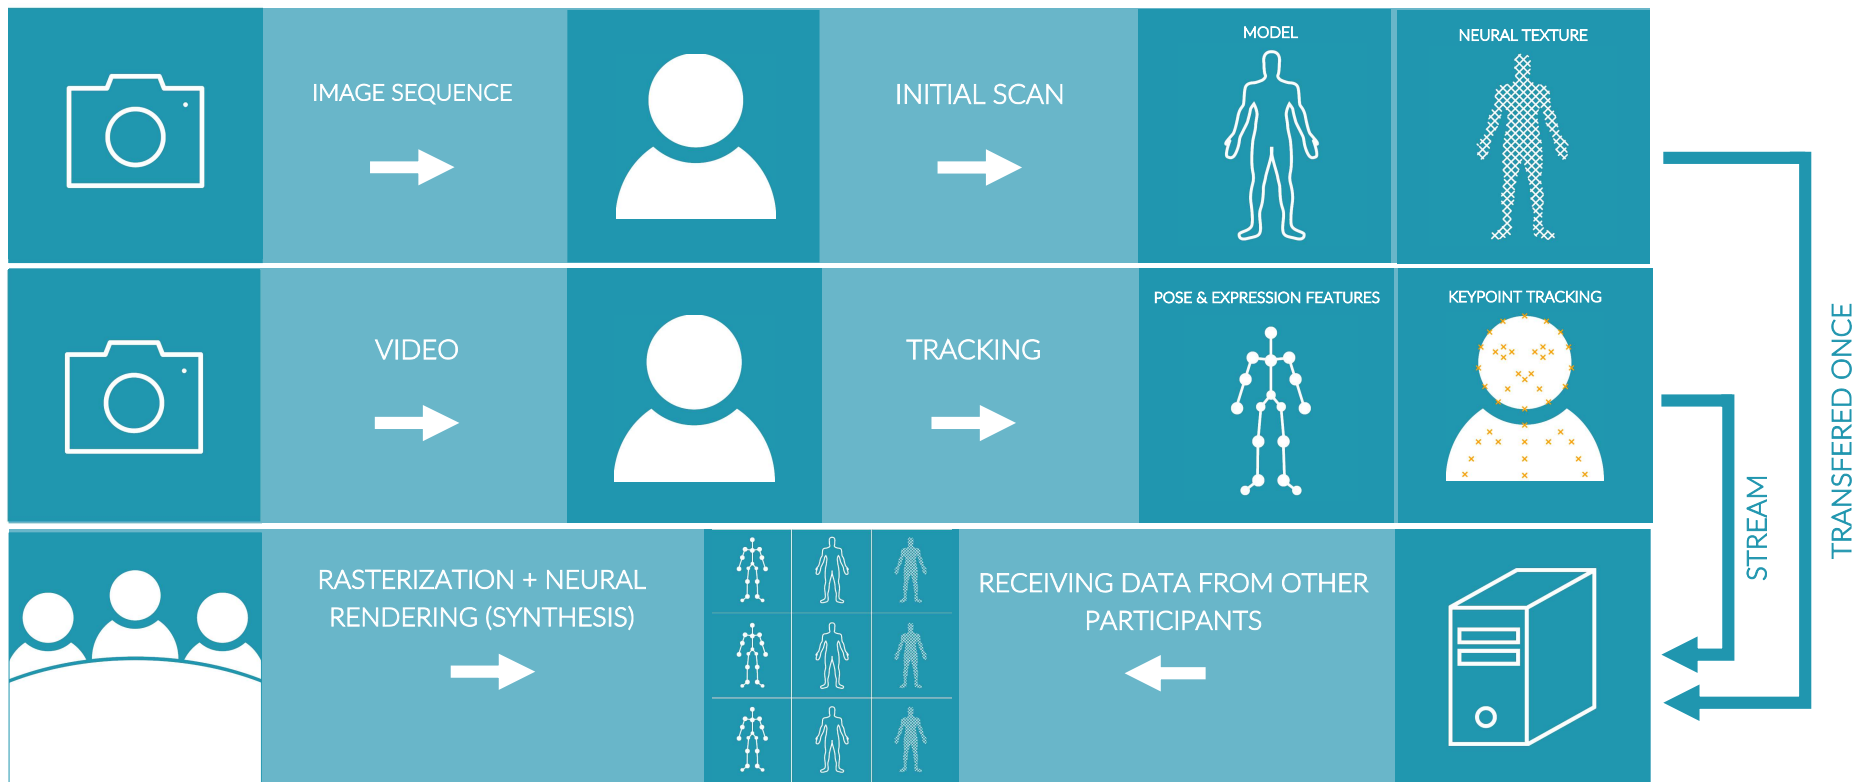 IMAGE SEQUENCE
INITIAL SCAN
MODEL
NEURAL TEXTURE
VIDEO
TRACKING
POSE & EXPRESSION FEATURES
KEYPOINT TRACKING
RASTERIZATION + NEURAL
RENDERING (SYNTHESIS)
RECEIVING DATA FROM OTHER
PARTICIPANTS
STREAM
TRANSFERED ONCE